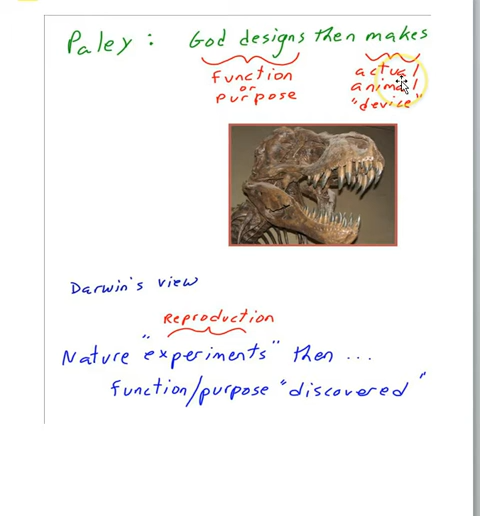 Paley : God designs then makes
Function
or
purpose
actual
animal
"device"
Darwin's view
Reproduction
Nature "experiments" then ...
function/purpose "discovered"